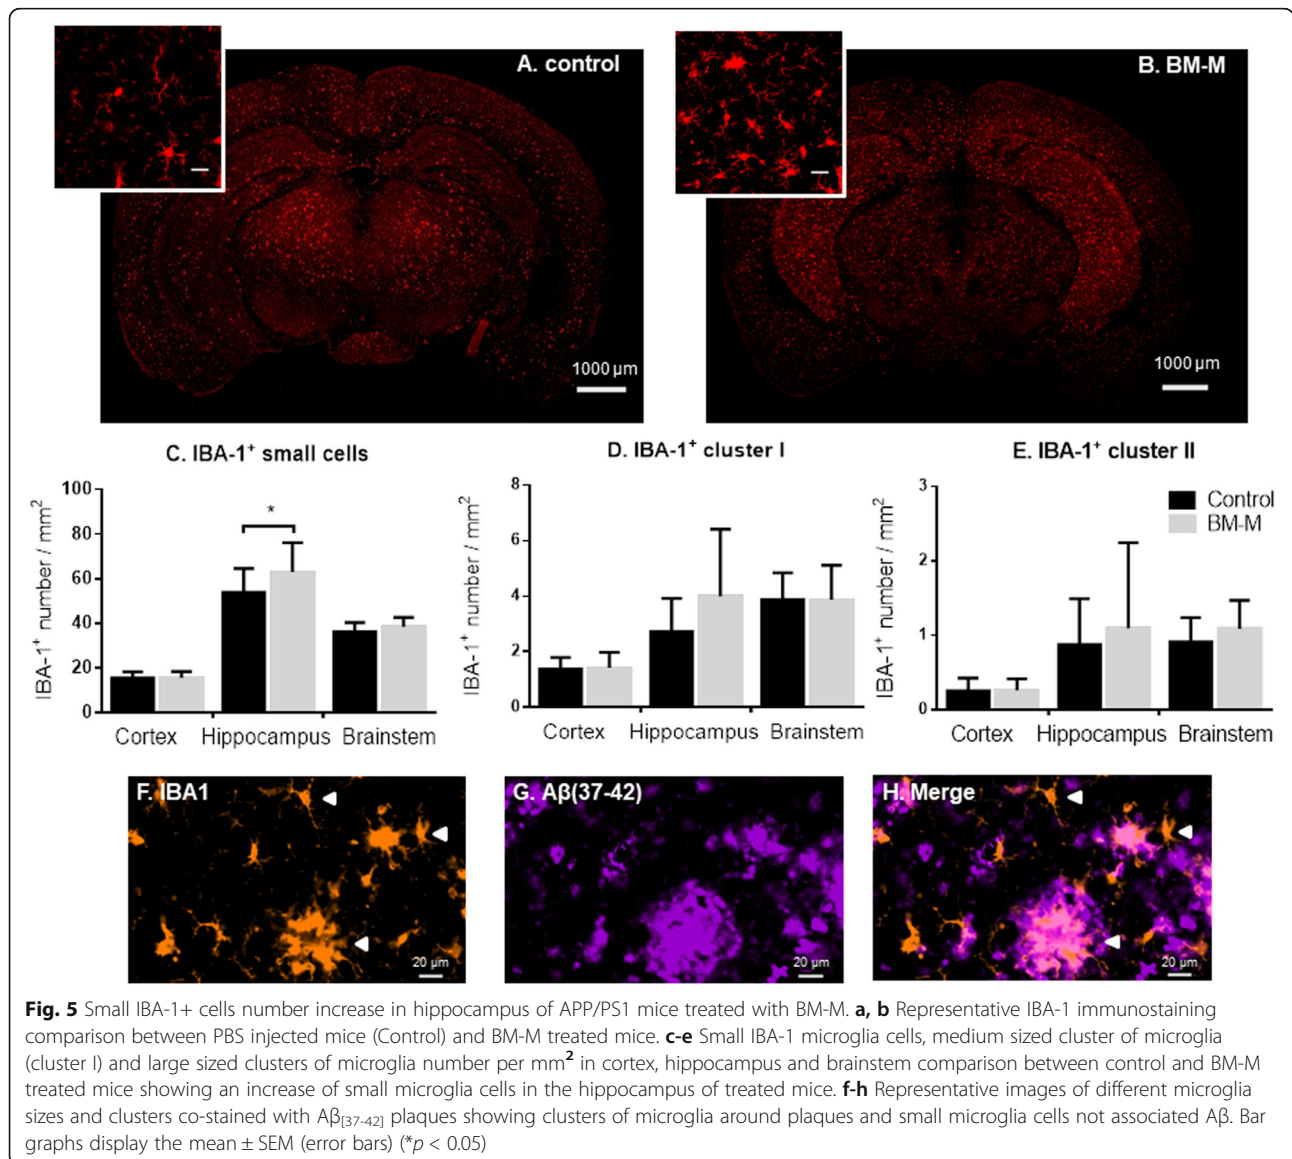 A. control
B. BM-M
1000 µm
1000 µm
C. IBA-1⁺ small cells
IBA-1⁺ number / mm²
100
80
60
40
20
0
*
Cortex Hippocampus Brainstem
D. IBA-1⁺ cluster I
IBA-1⁺ number / mm²
8
6
4
2
0
Cortex Hippocampus Brainstem
E. IBA-1⁺ cluster II
IBA-1⁺ number / mm²
3
2
1
0
Control
BM-M
Cortex Hippocampus Brainstem
F. IBA1
20 µm
G. Aβ(37-42)
20 µm
H. Merge
20 µm
Fig. 5 Small IBA-1+ cells number increase in hippocampus of APP/PS1 mice treated with BM-M. a, b Representative IBA-1 immunostaining
comparison between PBS injected mice (Control) and BM-M treated mice. c-e Small IBA-1 microglia cells, medium sized cluster of microglia
(cluster I) and large sized clusters of microglia number per mm² in cortex, hippocampus and brainstem comparison between control and BM-M
treated mice showing an increase of small microglia cells in the hippocampus of treated mice. f-h Representative images of different microglia
sizes and clusters co-stained with Aβ[37-42] plaques showing clusters of microglia around plaques and small microglia cells not associated Aβ. Bar
graphs display the mean ± SEM (error bars) (*p < 0.05)